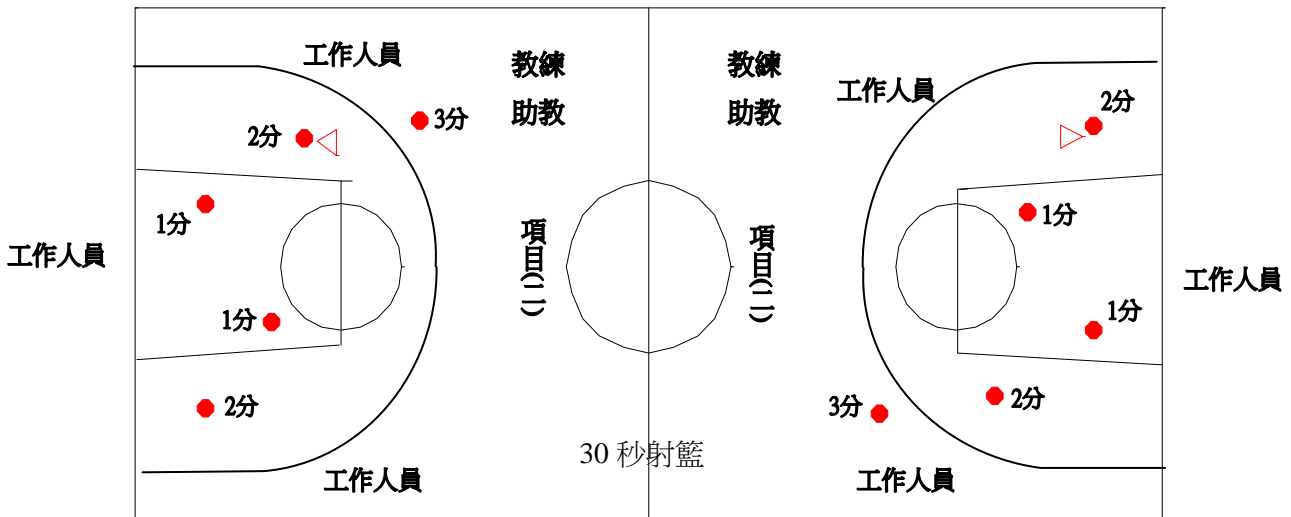 工作人員
教練
助教
3分
2分
1分
工作人員
1分
2分
工作人員
項目(二)
教練
助教
工作人員
2分
1分
項目(二)
工作人員
1分
2分
3分
30 秒射籃
工作人員